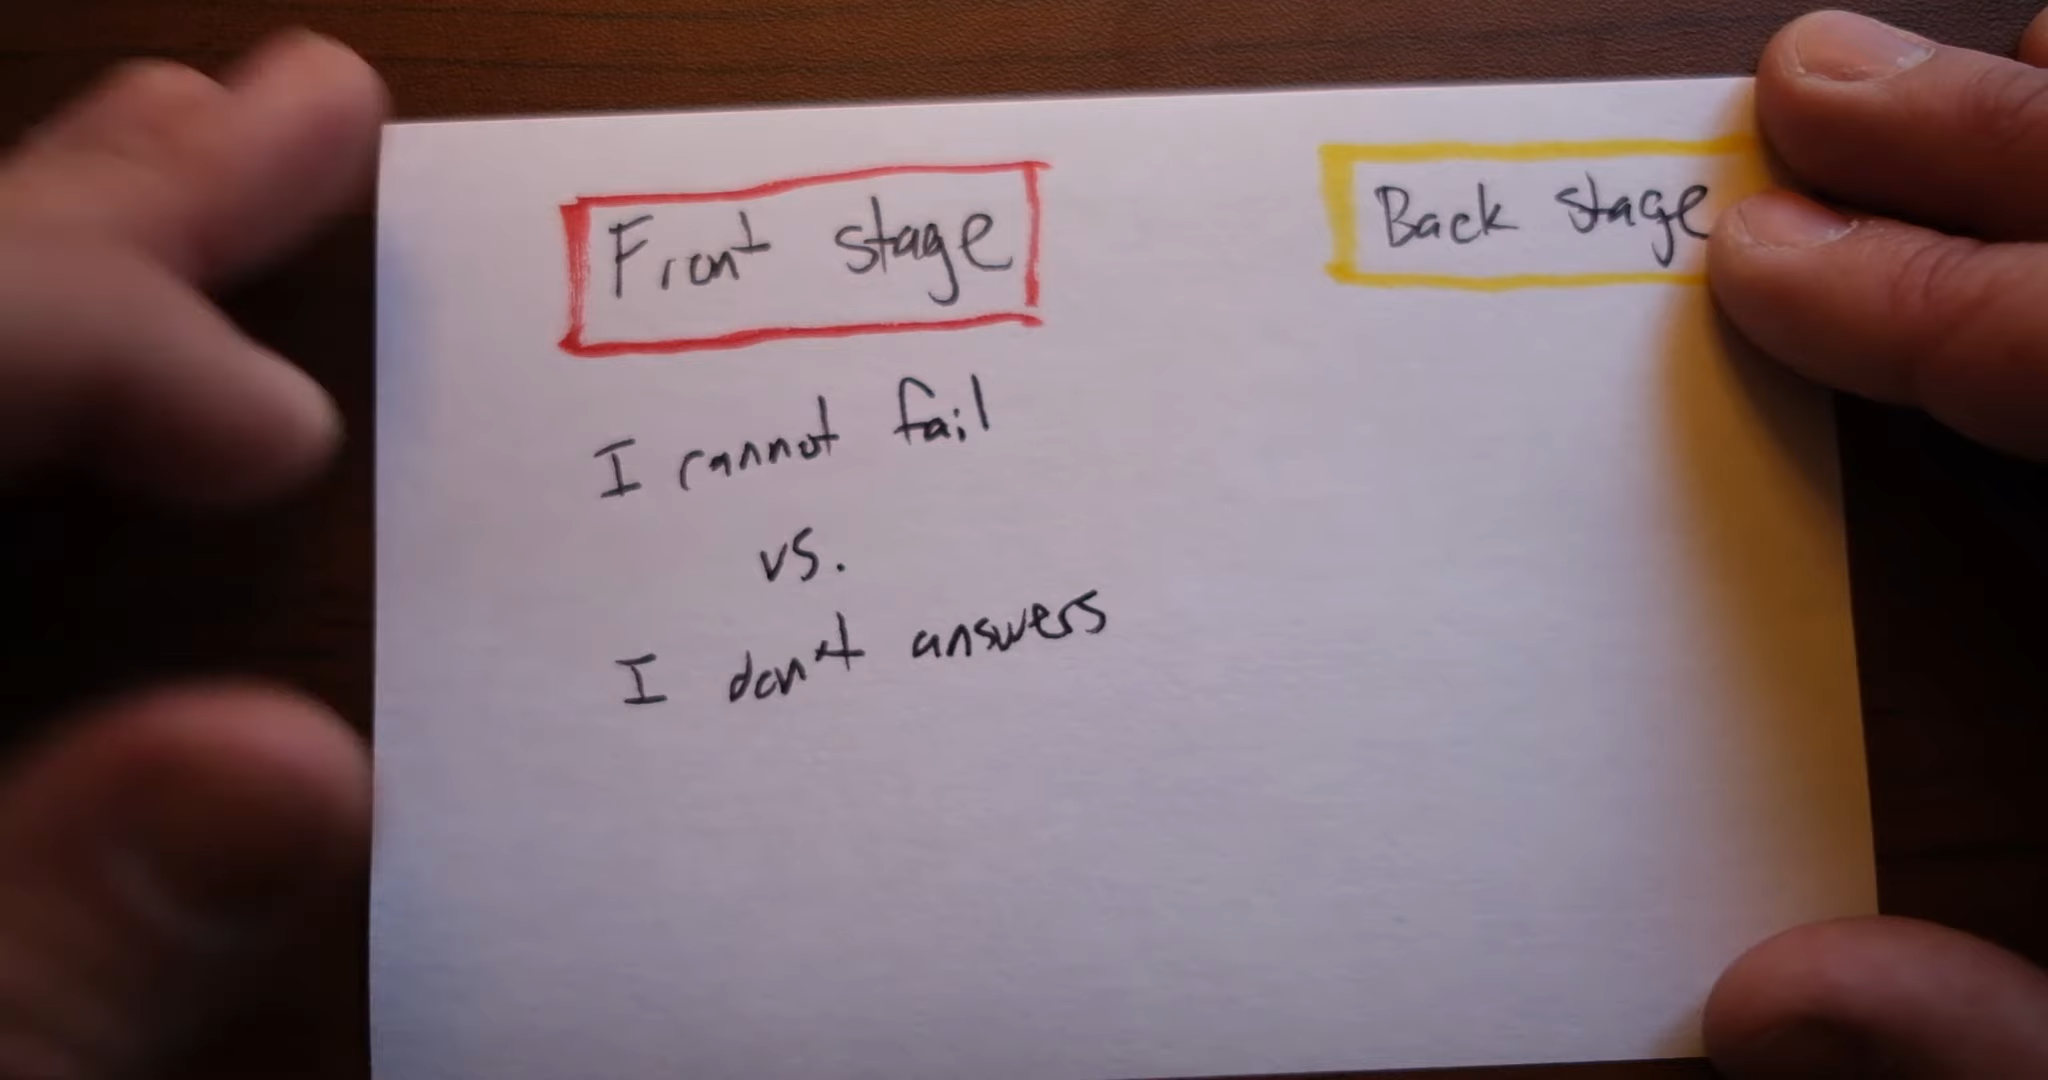 Front stage
Back stage
I cannot fail
vs.
I don't answers